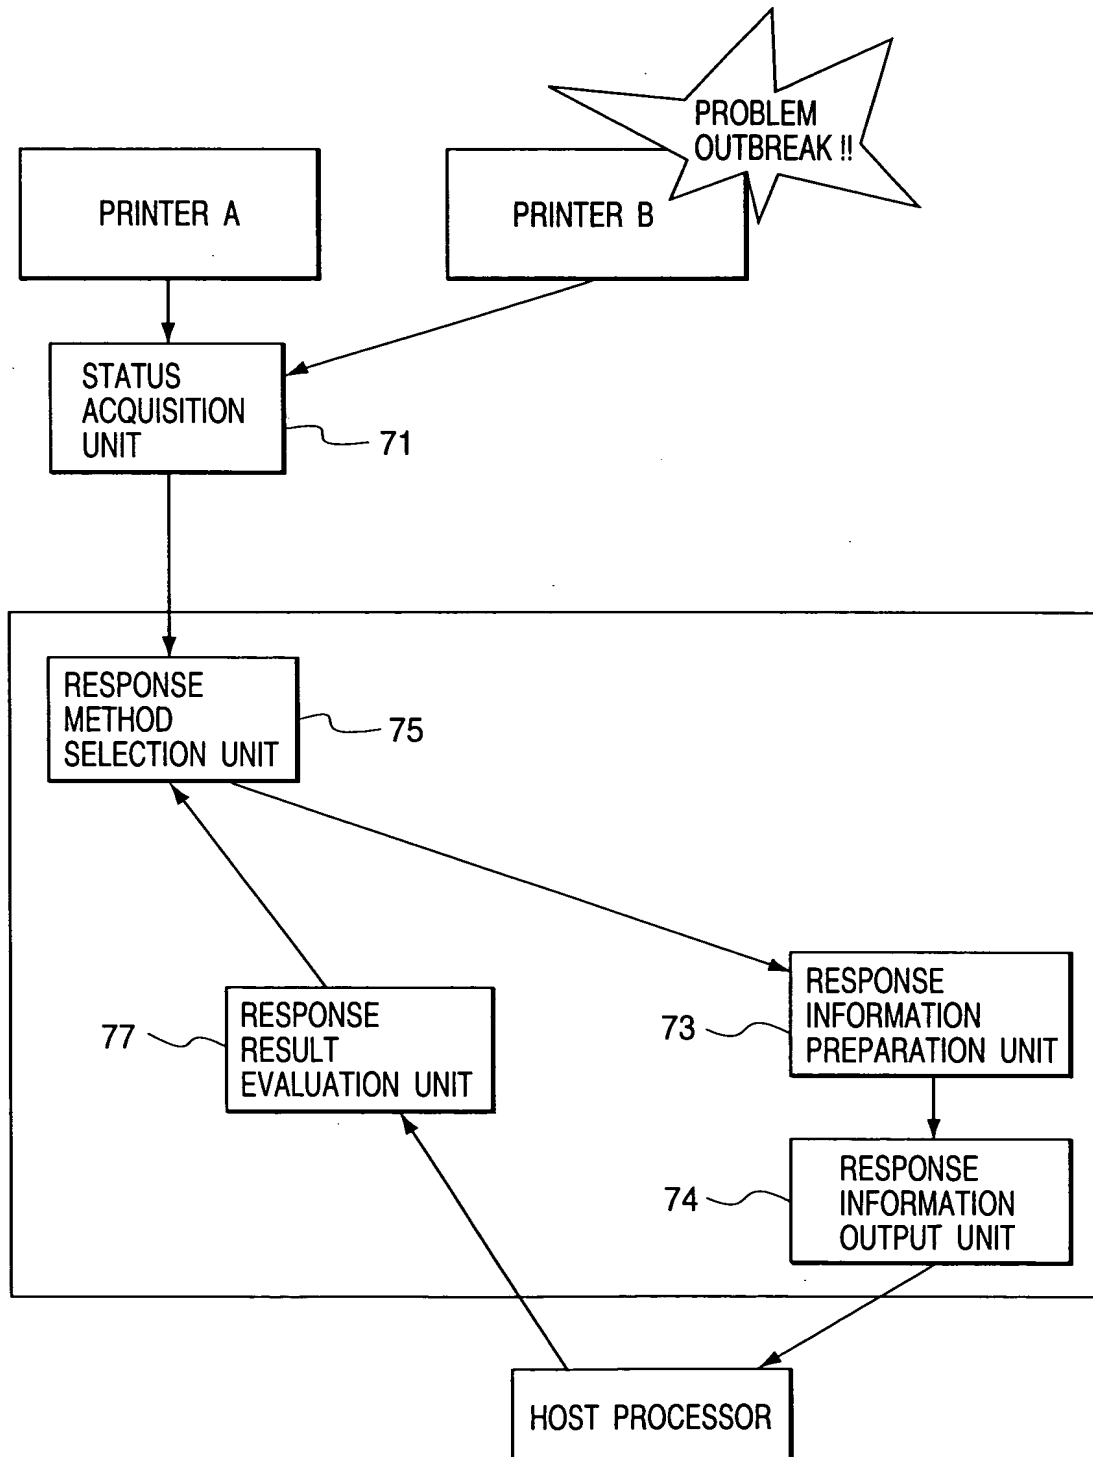 PROBLEM
OUTBREAK !!
PRINTER A
PRINTER B
STATUS
ACQUISITION
UNIT
71
RESPONSE
METHOD
SELECTION UNIT
75
RESPONSE
INFORMATION
PREPARATION UNIT
73
77
RESPONSE
RESULT
EVALUATION UNIT
74
RESPONSE
INFORMATION
OUTPUT UNIT
HOST PROCESSOR